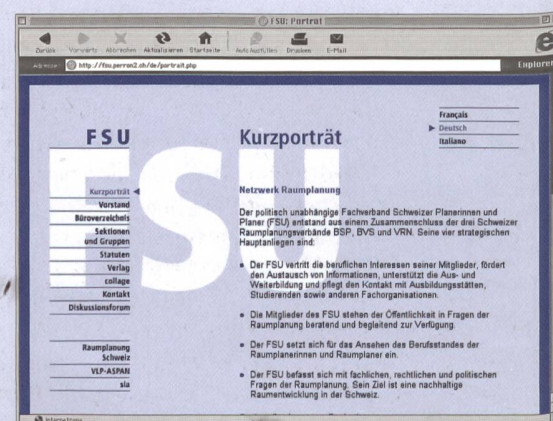 FSU: Porträt
Zurück Vorwärts Abbrechen Aktualisieren Startseite Auto Ausfüllen Drucken E-Mail
Adresse: http://fsu.perron2.ch/de/portrait.php
Explorer
Français
Deutsch
Italiano
FSU
Kurzporträt
FSU
Kurzporträt
Vorstand
Büroverzeichnis
Sektionen
und Gruppen
Statuten
Verlag
collage
Kontakt
Diskussionsforum
Raumplanung
Schweiz
VLP-ASPAN
sia
Netzwerk Raumplanung
Der politisch unabhängige Fachverband Schweizer Planerinnen und
Planer (FSU) entstand aus einem Zusammenschluss der drei Schweizer
Raumplanungsverbände BSP, BVS und VRN. Seine vier strategischen
Hauptanliegen sind:
• Der FSU vertritt die beruflichen Interessen seiner Mitglieder, fördert
den Austausch von Informationen, unterstützt die Aus- und
Weiterbildung und pflegt den Kontakt mit Ausbildungsstätten,
Studierenden sowie anderen Fachorganisationen.
• Die Mitglieder des FSU stehen der Öffentlichkeit in Fragen der
Raumplanung beratend und begleitend zur Verfügung.
• Der FSU setzt sich für das Ansehen des Berufsstandes der
Raumplanerinnen und Raumplaner ein.
• Der FSU befasst sich mit fachlichen, rechtlichen und politischen
Fragen der Raumplanung. Sein Ziel ist eine nachhaltige
Raumentwicklung in der Schweiz.